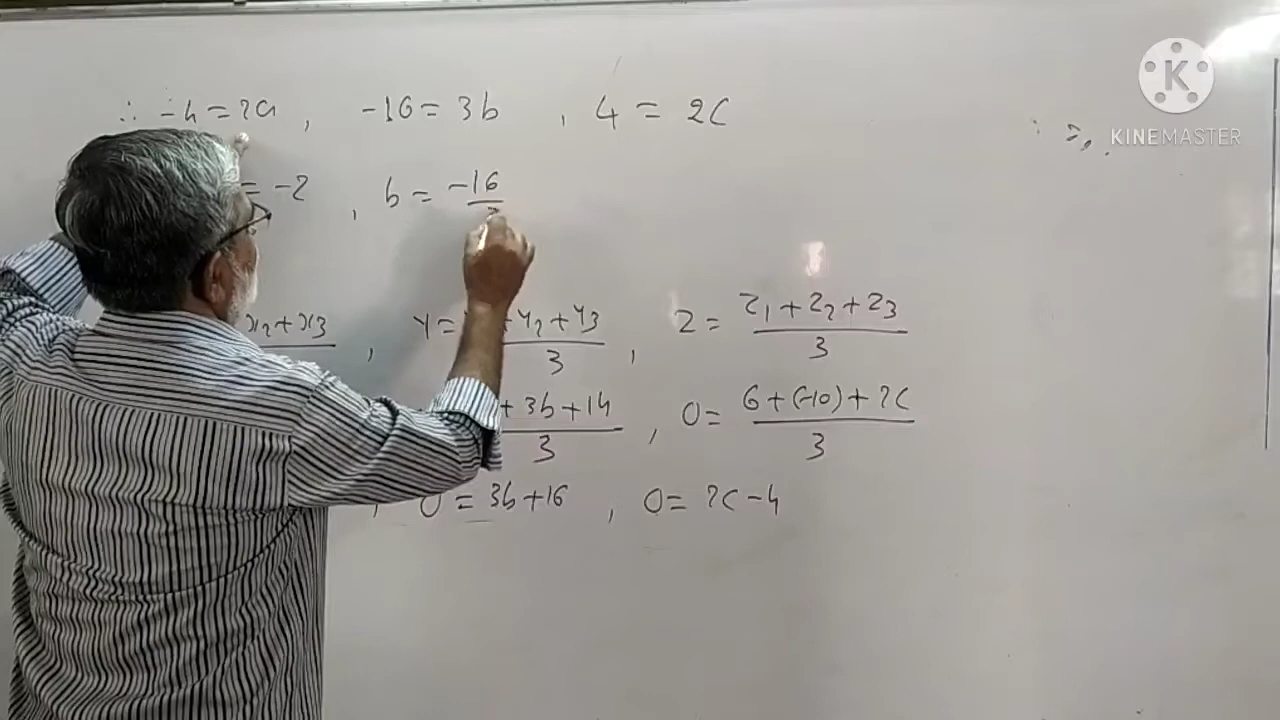 ∴ -4 = 2a , -16 = 3b , 4 = 2c
= -2 , b = -16/
x₂ + x₃ , y = + y₂ + y₃ / 3 , z = z₁ + z₂ + z₃ / 3
+ 3b + 14 / 3 , 0 = 6 + (-10) + 2c / 3
, 0 = 3b + 16 , 0 = 2c - 4
K
KINEMASTER